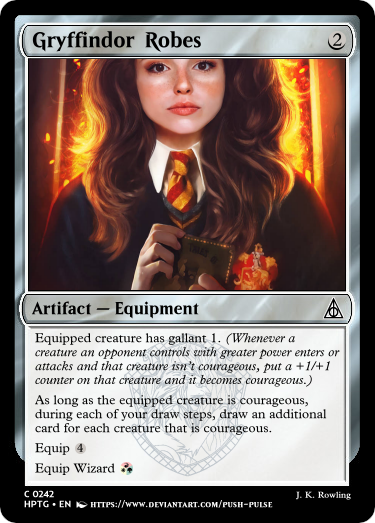 Gryffindor Robes 2
Artifact — Equipment
Equipped creature has gallant 1. (Whenever a
creature an opponent controls with greater power enters or
attacks and that creature isn't courageous, put a +1/+1
counter on that creature and it becomes courageous.)
As long as the equipped creature is courageous,
during each of your draw steps, draw an additional
card for each creature that is courageous.
Equip 4
Equip Wizard
C 0242
J. K. Rowling
HPTG • EN HTTPS://WWW.DEVIANTART.COM/PUSH-PULSE